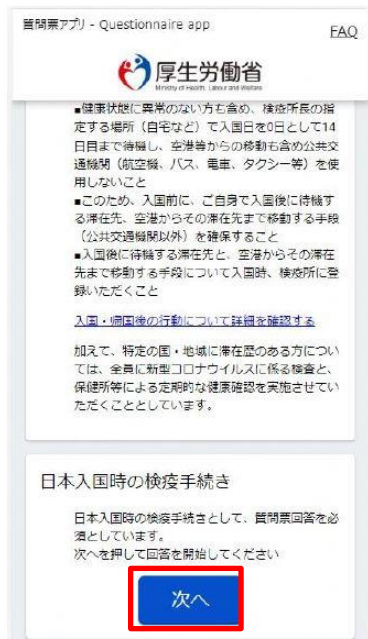 質問票アプリ - Questionnaire app
FAQ
厚生労働省
Ministry of Health, Labour and Welfare
■健康状態に異常のない方も含め、検疫所長の指
定する場所（自宅など）で入国日を0日として14
日目まで待機し、空港等からの移動も含め公共交
通機関（航空機、バス、電車、タクシー等）を使
用しないこと
■このため、入国前に、ご自身で入国後に待機す
る滞在先、空港からその滞在先まで移動する手段
（公共交通機関以外）を確保すること
■入国後に待機する滞在先と、空港からその滞在
先まで移動する手段について入国時、検疫所に登
録いただくこと
入国・帰国後の行動について詳細を確認する
加えて、特定の国・地域に滞在歴のある方につい
ては、全員に新型コロナウイルスに係る検査と、
保健所等による定期的な健康確認を実施させてい
ただくこととしています。
日本入国時の検疫手続き
日本入国時の検疫手続きとして、質問票回答を必
須としています。
次へを押して回答を開始してください
次へ